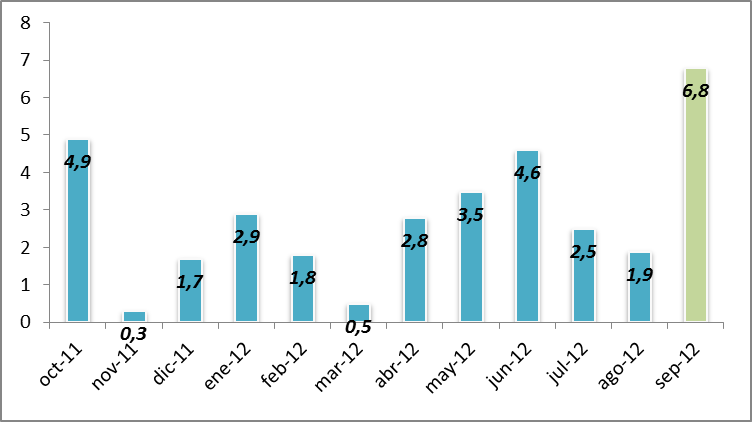 8
7
6
5
4
3
2
1
0
4,9
0,3
1,7
2,9
1,8
0,5
2,8
3,5
4,6
2,5
1,9
6,8
oct-11
nov-11
dic-11
ene-12
feb-12
mar-12
abr-12
may-12
jun-12
jul-12
ago-12
sep-12